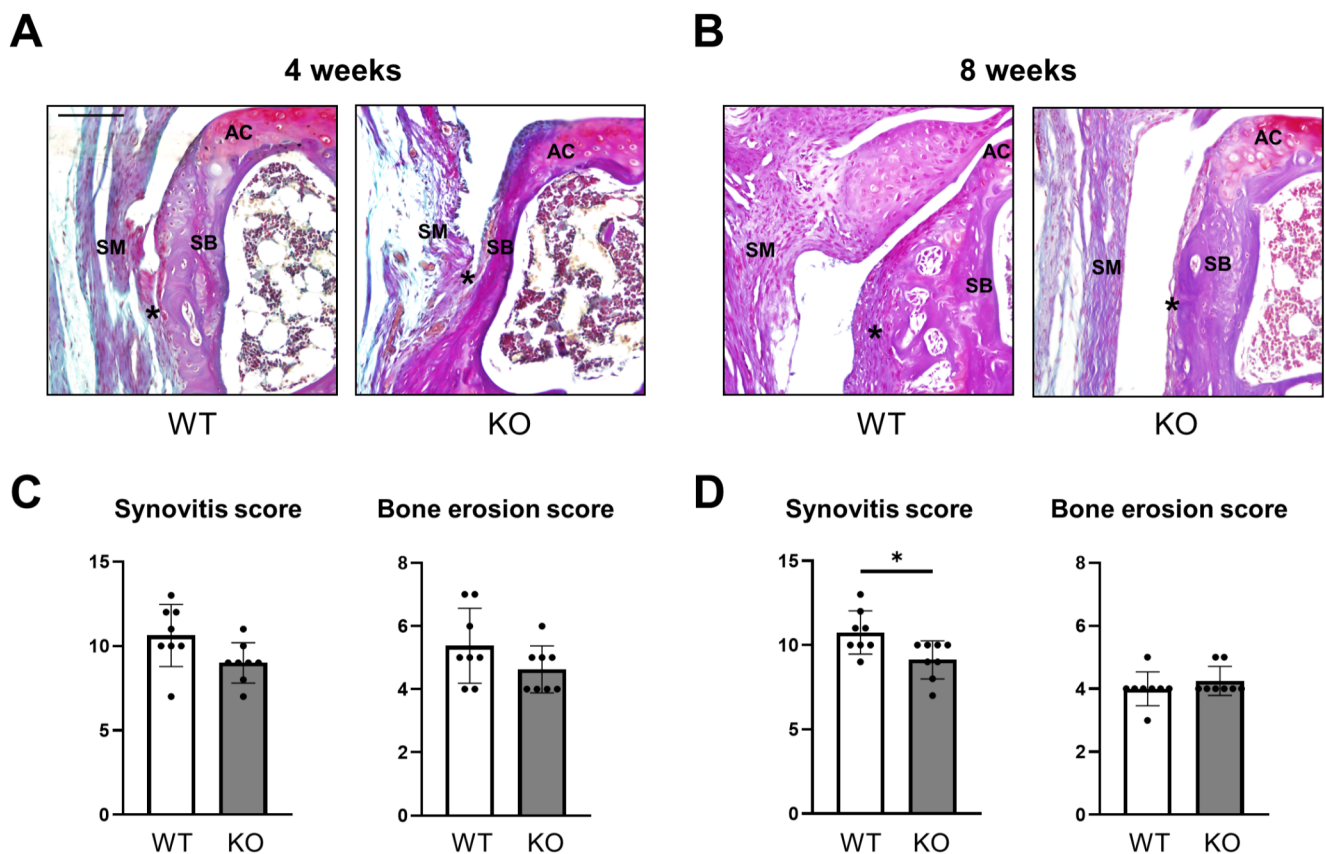 A
B
4 weeks
8 weeks
AC
SM
SB
*
AC
SM
SB
*
AC
SM
SB
*
AC
SM
SB
*
WT
KO
WT
KO
C
D
Synovitis score
Bone erosion score
Synovitis score
Bone erosion score
15
10
5
0
WT
KO
8
6
4
2
0
WT
KO
15
10
5
0
*
WT
KO
8
6
4
2
0
WT
KO